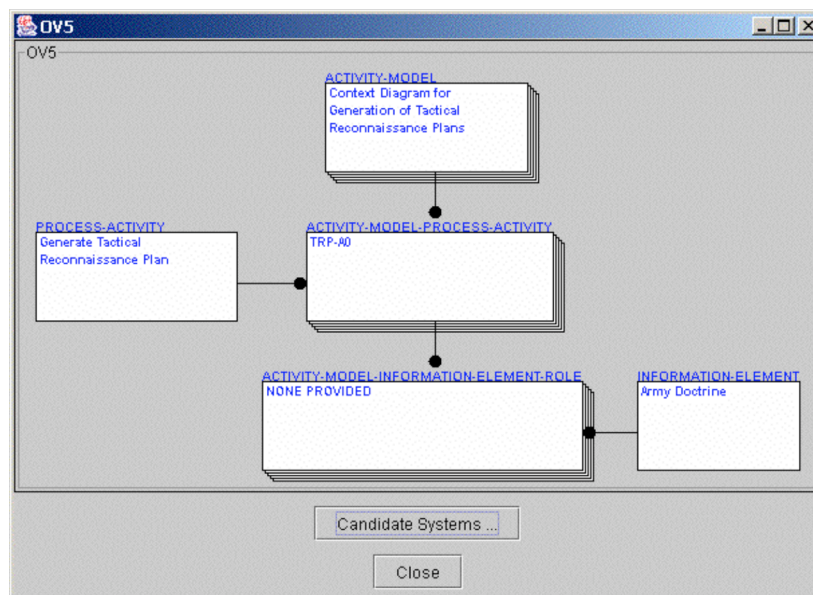 OV5
OV5
ACTIVITY-MODEL
Context Diagram for
Generation of Tactical
Reconnaissance Plans
PROCESS-ACTIVITY
Generate Tactical
Reconnaissance Plan
ACTIVITY-MODEL-PROCESS-ACTIVITY
TRP-A0
ACTIVITY-MODEL-INFORMATION-ELEMENT-ROLE
NONE PROVIDED
INFORMATION-ELEMENT
Army Doctrine
Candidate Systems ...
Close